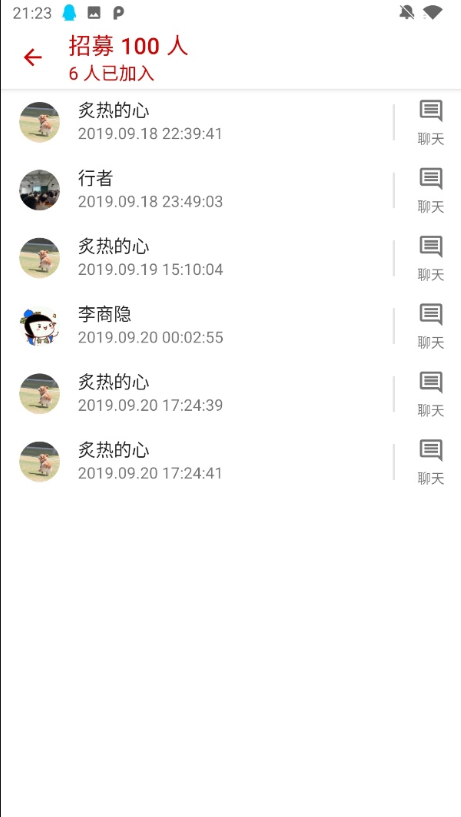 21:23
招募 100 人
6 人已加入
炙热的心
2019.09.18 22:39:41
聊天
行者
2019.09.18 23:49:03
聊天
炙热的心
2019.09.19 15:10:04
聊天
李商隐
2019.09.20 00:02:55
聊天
炙热的心
2019.09.20 17:24:39
聊天
炙热的心
2019.09.20 17:24:41
聊天